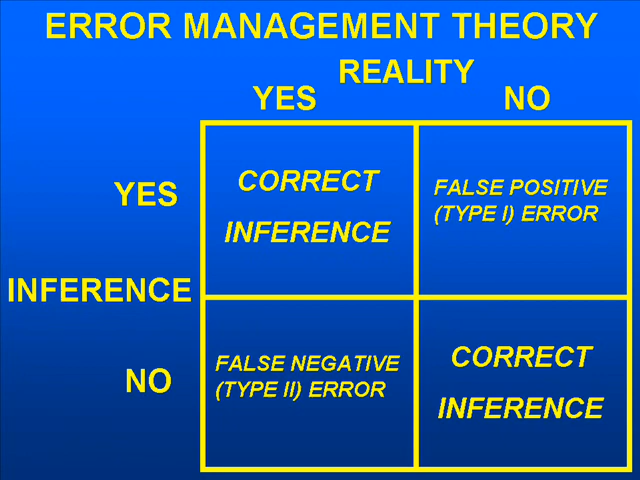 ERROR MANAGEMENT THEORY
REALITY
YES NO
YES
CORRECT
INFERENCE
FALSE POSITIVE
(TYPE I) ERROR
INFERENCE
NO
FALSE NEGATIVE
(TYPE II) ERROR
CORRECT
INFERENCE